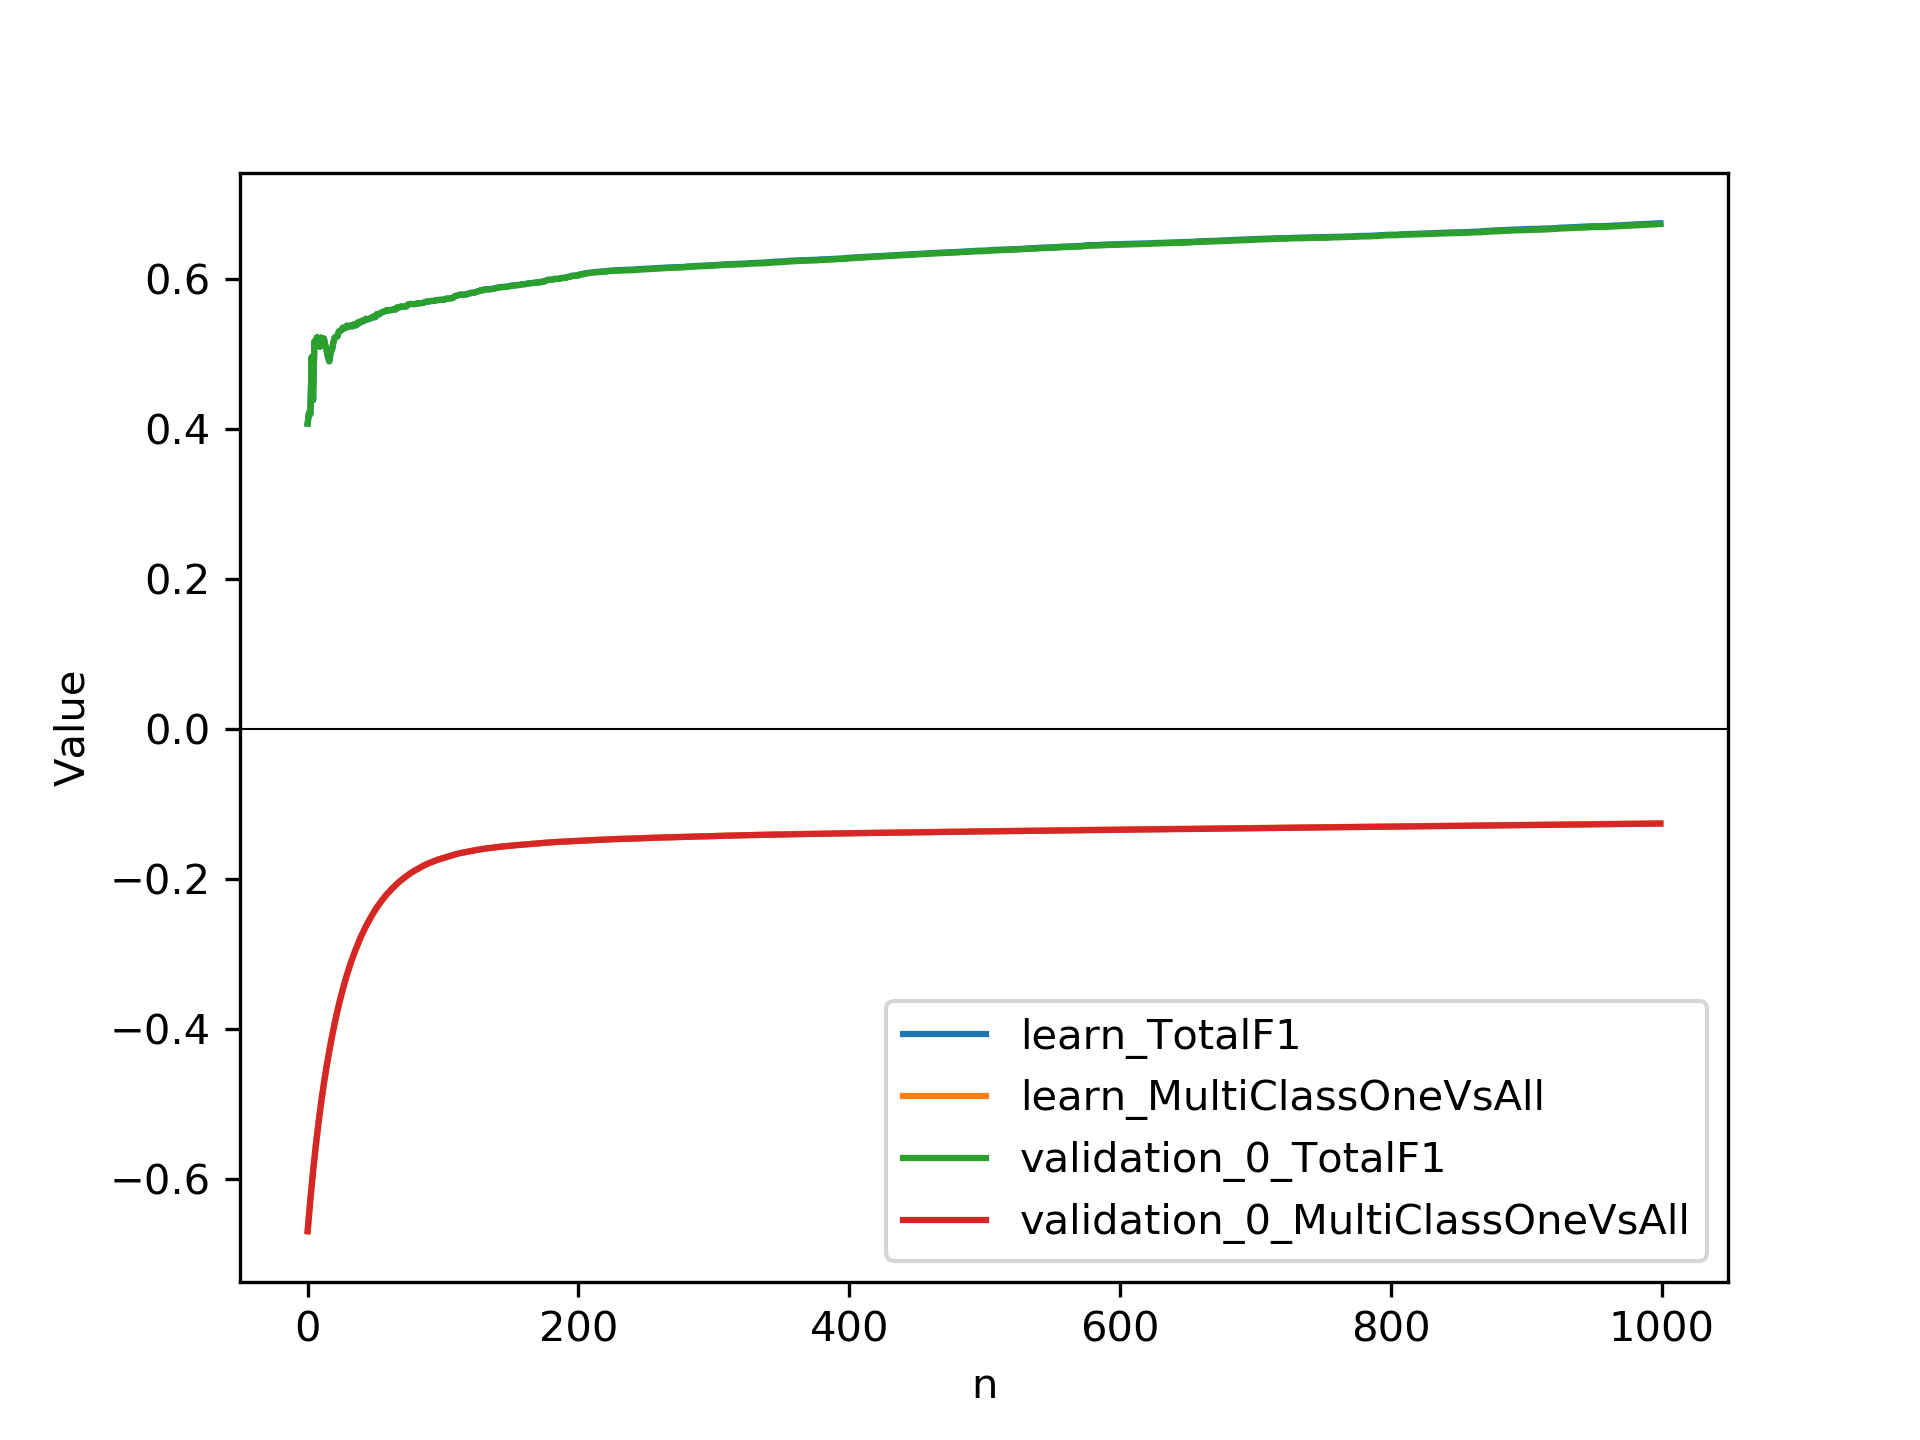 0.6
0.4
0.2
0.0
−0.2
−0.4
−0.6
Value
learn_TotalF1
learn_MultiClassOneVsAll
validation_0_TotalF1
validation_0_MultiClassOneVsAll
0 200 400 600 800 1000
n